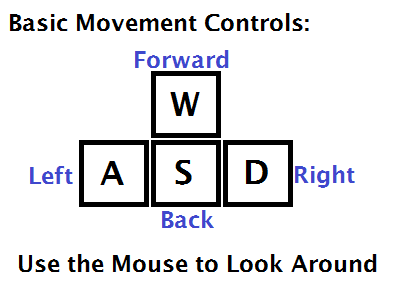 Basic Movement Controls:
Forward
W
Left A S D Right
Back
Use the Mouse to Look Around